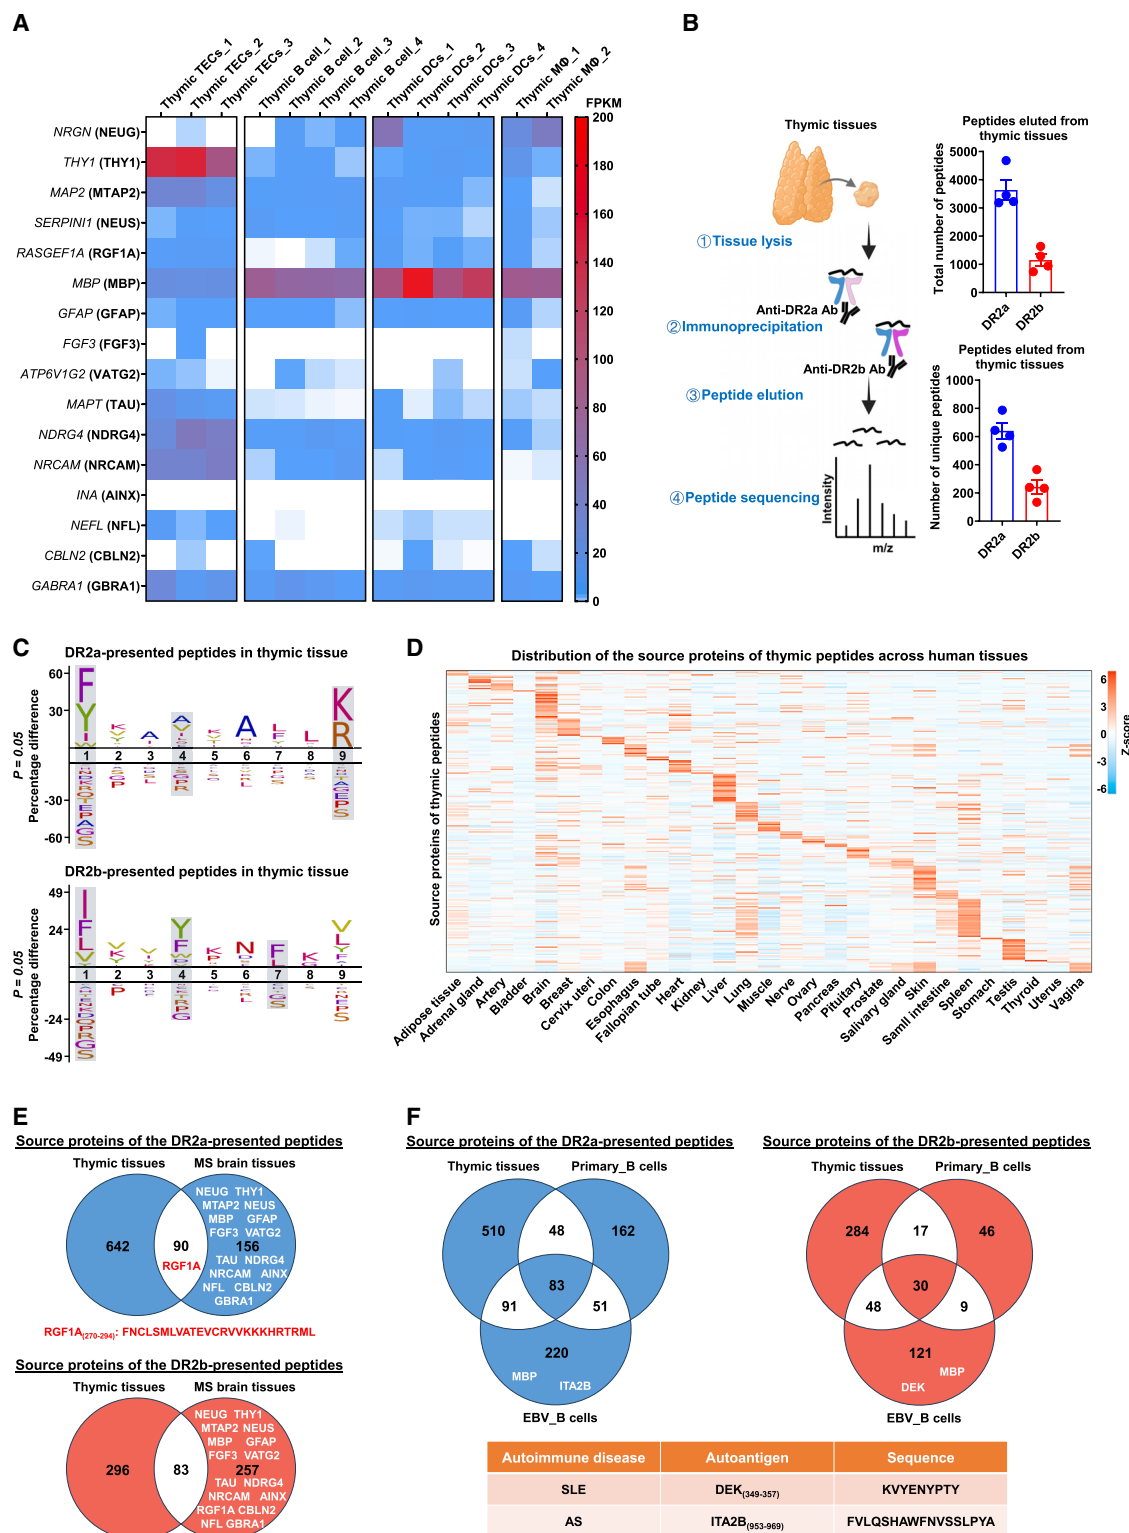 A
Thymic TECs_1
Thymic TECs_2
Thymic TECs_3
Thymic B cell_1
Thymic B cell_2
Thymic B cell_3
Thymic B cell_4
Thymic DCs_1
Thymic DCs_2
Thymic DCs_3
Thymic DCs_4
Thymic MΦ_1
Thymic MΦ_2
NRGN (NEUG)
THY1 (THY1)
MAP2 (MTAP2)
SERPINI1 (NEUS)
RASGEF1A (RGF1A)
MBP (MBP)
GFAP (GFAP)
FGF3 (FGF3)
ATP6V1G2 (VATG2)
MAPT (TAU)
NDRG4 (NDRG4)
NRCAM (NRCAM)
INA (AINX)
NEFL (NFL)
CBLN2 (CBLN2)
GABRA1 (GBRA1)
FPKM
200
180
160
140
120
100
80
60
40
20
0
B
Thymic tissues
①Tissue lysis
Anti-DR2a Ab
②Immunoprecipitation
Anti-DR2b Ab
③Peptide elution
④Peptide sequencing
Intensity
m/z
Peptides eluted from
thymic tissues
Total number of peptides
5000
4000
3000
2000
1000
0
DR2a
DR2b
Peptides eluted from
thymic tissues
Number of unique peptides
1000
800
600
400
200
0
DR2a
DR2b
C
DR2a-presented peptides in thymic tissue
P = 0.05
Percentage difference
60
30
-30
-60
1 2 3 4 5 6 7 8 9
DR2b-presented peptides in thymic tissue
P = 0.05
Percentage difference
49
24
-24
-49
1 2 3 4 5 6 7 8 9
D
Distribution of the source proteins of thymic peptides across human tissues
Source proteins of thymic peptides
6
3
0
-3
-6
Z-score
Adipose tissue
Adrenal gland
Artery
Bladder
Brain
Breast
Cervix uteri
Colon
Esophagus
Fallopian tube
Heart
Kidney
Liver
Lung
Muscle
Nerve
Ovary
Pancreas
Pituitary
Prostate
Salivary gland
Skin
Samll intestine
Spleen
Stomach
Testis
Thyroid
Uterus
Vagina
E
Source proteins of the DR2a-presented peptides
Thymic tissues MS brain tissues
NEUG THY1
MTAP2 NEUS
MBP GFAP
FGF3 VATG2
642 90 156
RGF1A
TAU NDRG4
NRCAM AINX
NFL CBLN2
GBRA1
RGF1A(270-294): FNCLSMLVATEVCRVVKKKHRTRML
Source proteins of the DR2b-presented peptides
Thymic tissues MS brain tissues
NEUG THY1
MTAP2 NEUS
MBP GFAP
FGF3 VATG2
296 83 257
TAU NDRG4
NRCAM AINX
RGF1A CBLN2
NFL GBRA1
F
Source proteins of the DR2a-presented peptides
Thymic tissues Primary_B cells
510 48 162
83
91 51
220
MBP
ITA2B
EBV_B cells
Source proteins of the DR2b-presented peptides
Thymic tissues Primary_B cells
284 17 46
30
48 9
121
MBP
DEK
EBV_B cells
Autoimmune disease Autoantigen Sequence
SLE DEK(349-357) KVYENYPTY
AS ITA2B(953-969) FVLQSHAWFNVSSLPYA